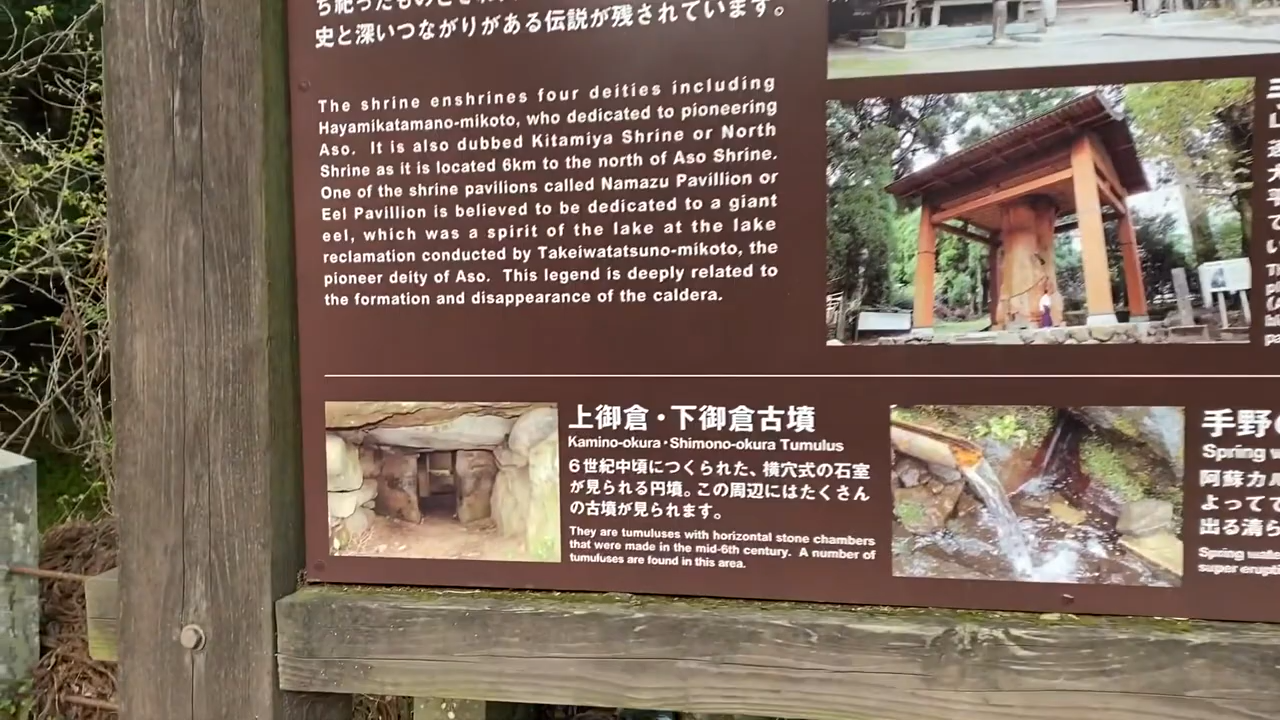 史と深いつながりがある伝説が残されています。
The shrine enshrines four deities including
Hayamikatamano-mikoto, who dedicated to pioneering
Aso. It is also dubbed Kitamiya Shrine or North
Shrine as it is located 6km to the north of Aso Shrine.
One of the shrine pavilions called Namazu Pavillion or
Eel Pavillion is believed to be dedicated to a giant
eel, which was a spirit of the lake at the lake
reclamation conducted by Takeiwatatsuno-mikoto, the
pioneer deity of Aso. This legend is deeply related to
the formation and disappearance of the caldera.
上御倉・下御倉古墳
Kamino-okura・Shimono-okura Tumulus
6世紀中頃につくられた、横穴式の石室
が見られる円墳。この周辺にはたくさん
の古墳が見られます。
They are tumuluses with horizontal stone chambers
that were made in the mid-6th century. A number of
tumuluses are found in this area.
手野
Spring w
阿蘇カル
よってで
出る清ら
Spring wate
super erupti